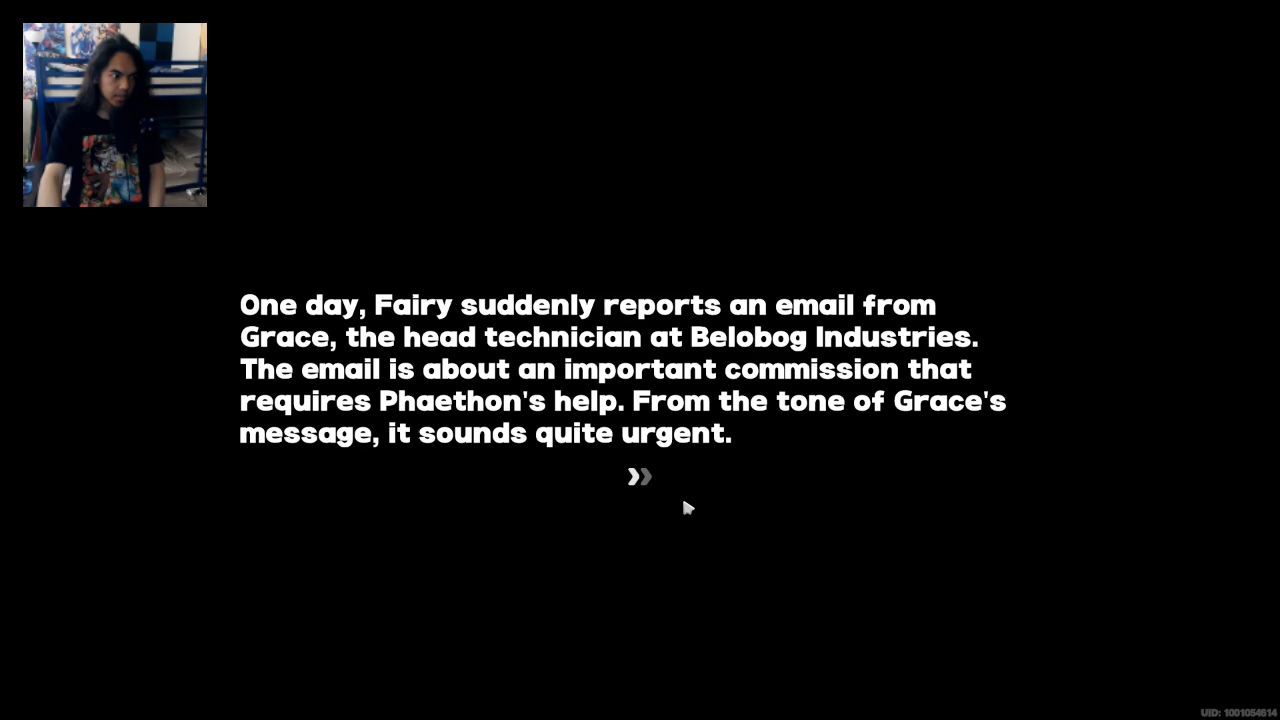 One day, Fairy suddenly reports an email from
Grace, the head technician at Belobog Industries.
The email is about an important commission that
requires Phaethon's help. From the tone of Grace's
message, it sounds quite urgent.
UID: 1001054614